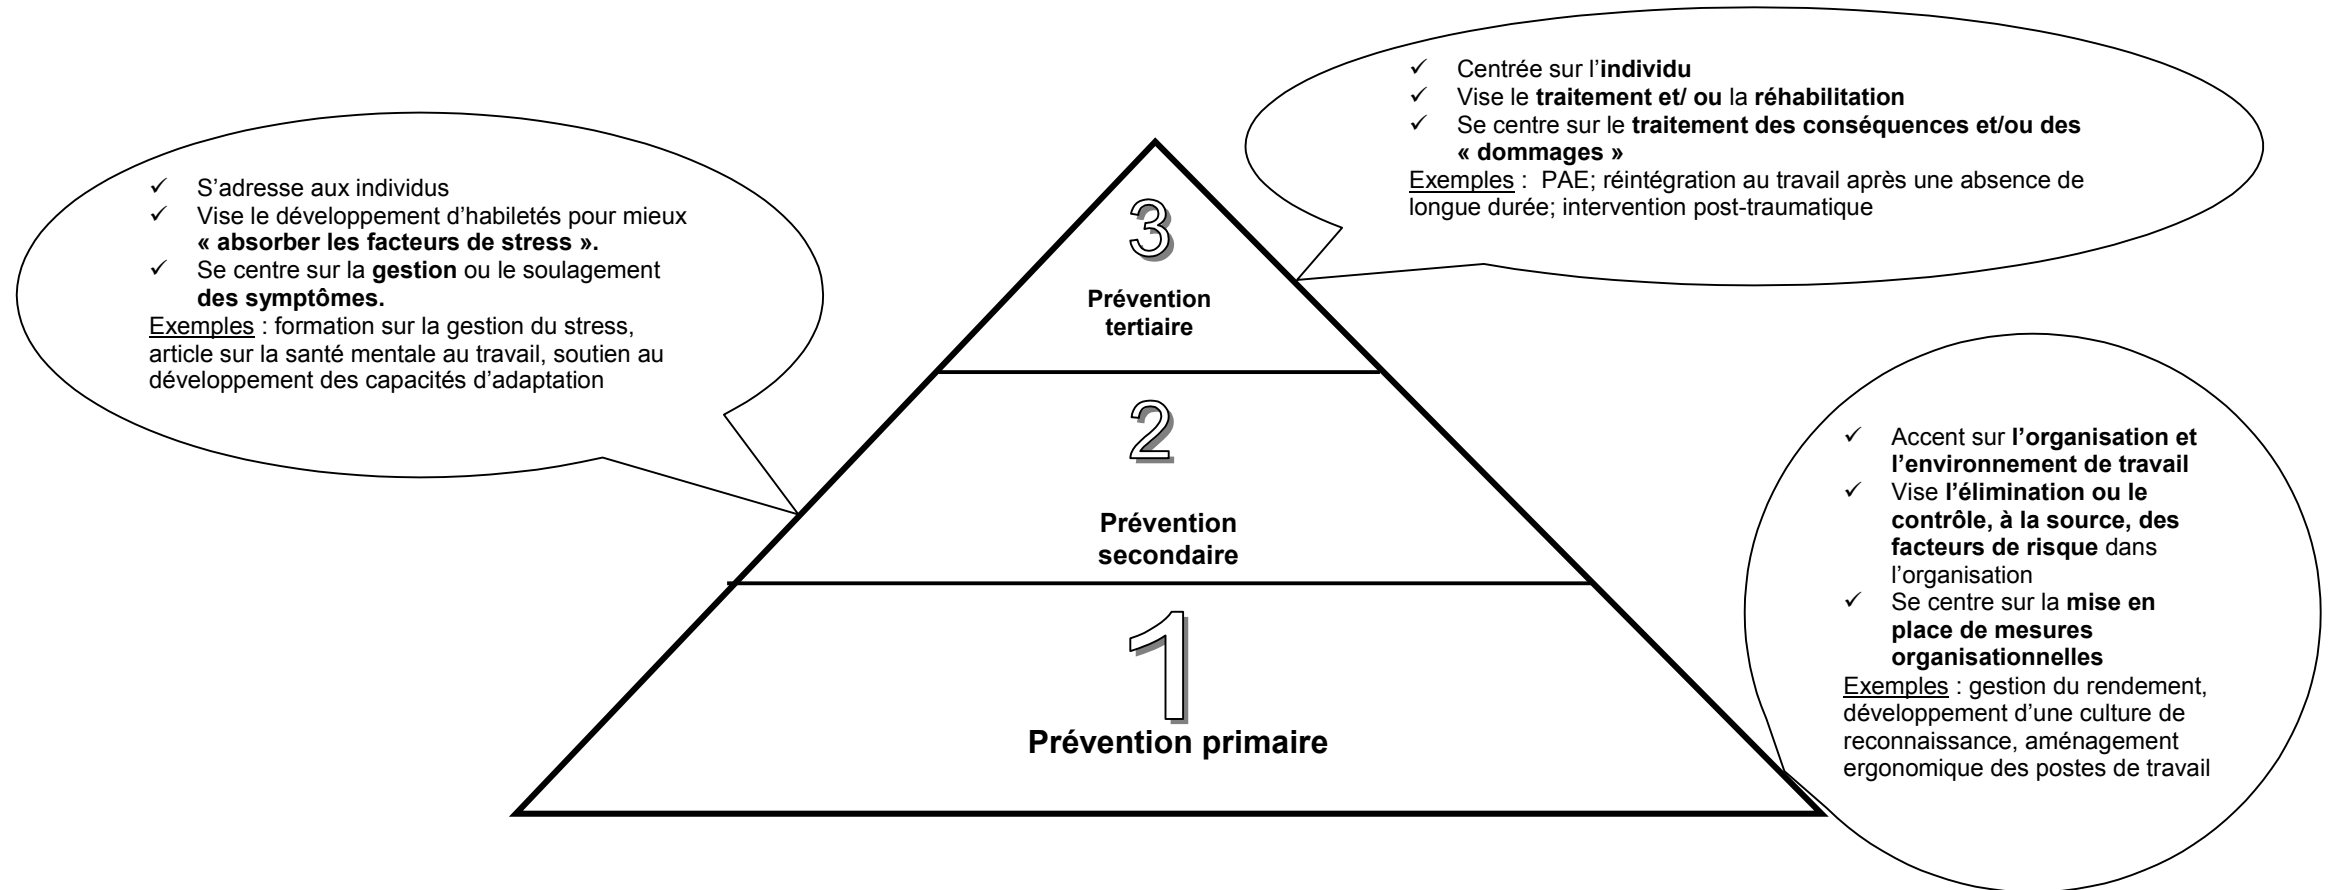 ✓ Centrée sur l’individu
✓ Vise le traitement et/ ou la réhabilitation
✓ Se centre sur le traitement des conséquences et/ou des
« dommages »
Exemples : PAE; réintégration au travail après une absence de
longue durée; intervention post-traumatique
✓ S’adresse aux individus
✓ Vise le développement d’habiletés pour mieux
« absorber les facteurs de stress ».
✓ Se centre sur la gestion ou le soulagement
des symptômes.
Exemples : formation sur la gestion du stress,
article sur la santé mentale au travail, soutien au
développement des capacités d’adaptation
3
Prévention
tertiaire
2
Prévention
secondaire
1
Prévention primaire
✓ Accent sur l’organisation et
l’environnement de travail
✓ Vise l’élimination ou le
contrôle, à la source, des
facteurs de risque dans
l’organisation
✓ Se centre sur la mise en
place de mesures
organisationnelles
Exemples : gestion du rendement,
développement d’une culture de
reconnaissance, aménagement
ergonomique des postes de travail